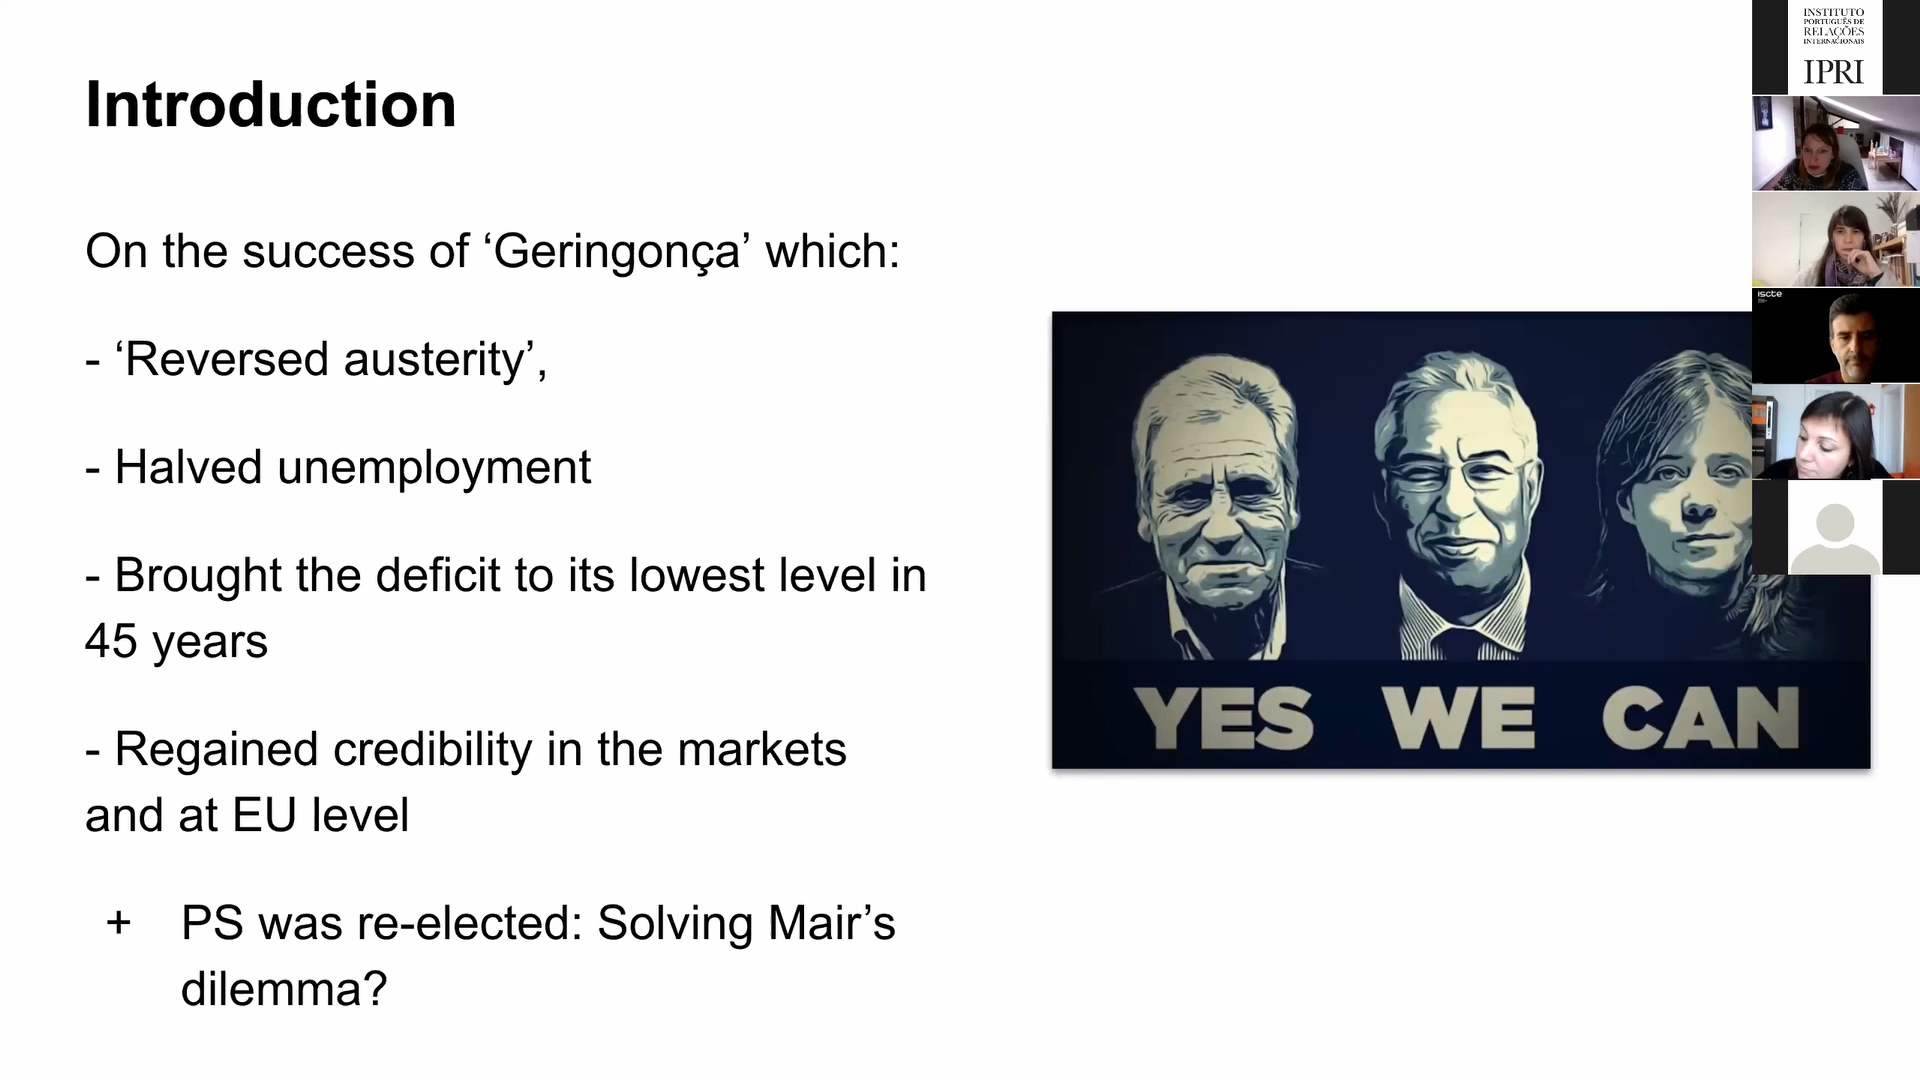 Introduction
On the success of ‘Geringonça’ which:
- ‘Reversed austerity’,
- Halved unemployment
- Brought the deficit to its lowest level in
45 years
- Regained credibility in the markets
and at EU level
+ PS was re-elected: Solving Mair’s
dilemma?
YES WE CAN
INSTITUTO
PORTUGUÊS DE
RELAÇÕES
INTERNACIONAIS
IPRI
iscte